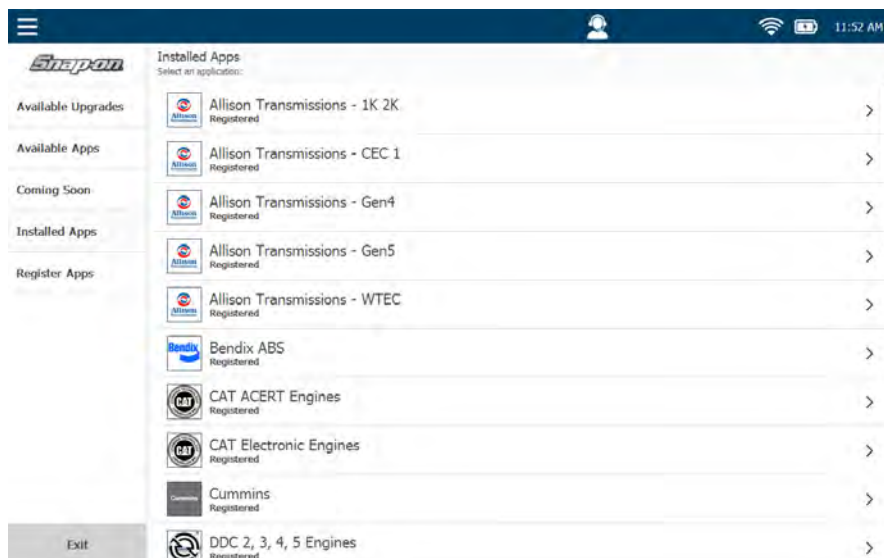 11:52 AM
Snap-on
Installed Apps
Select an application:
Available Upgrades
Available Apps
Coming Soon
Installed Apps
Register Apps
Exit
Allison Transmissions - 1K 2K
Registered
Allison Transmissions - CEC 1
Registered
Allison Transmissions - Gen4
Registered
Allison Transmissions - Gen5
Registered
Allison Transmissions - WTEC
Registered
Bendix
Bendix ABS
Registered
CAT
CAT ACERT Engines
Registered
CAT
CAT Electronic Engines
Registered
Cummins
Cummins
Registered
DDC 2, 3, 4, 5 Engines
Registered